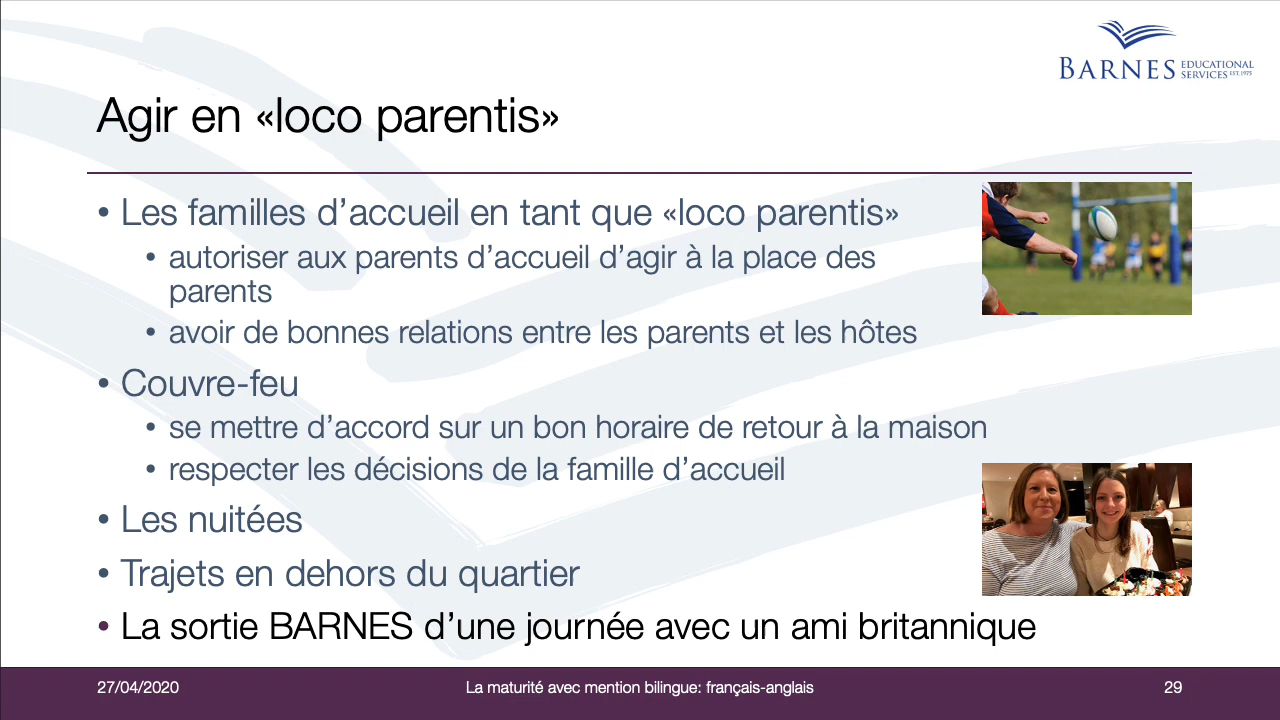 BARNES EDUCATIONAL
SERVICES EST. 1975
Agir en «loco parentis»
• Les familles d’accueil en tant que «loco parentis»
• autoriser aux parents d’accueil d’agir à la place des
parents
• avoir de bonnes relations entre les parents et les hôtes
• Couvre-feu
• se mettre d’accord sur un bon horaire de retour à la maison
• respecter les décisions de la famille d’accueil
• Les nuitées
• Trajets en dehors du quartier
• La sortie BARNES d’une journée avec un ami britannique
27/04/2020 La maturité avec mention bilingue: français-anglais 29